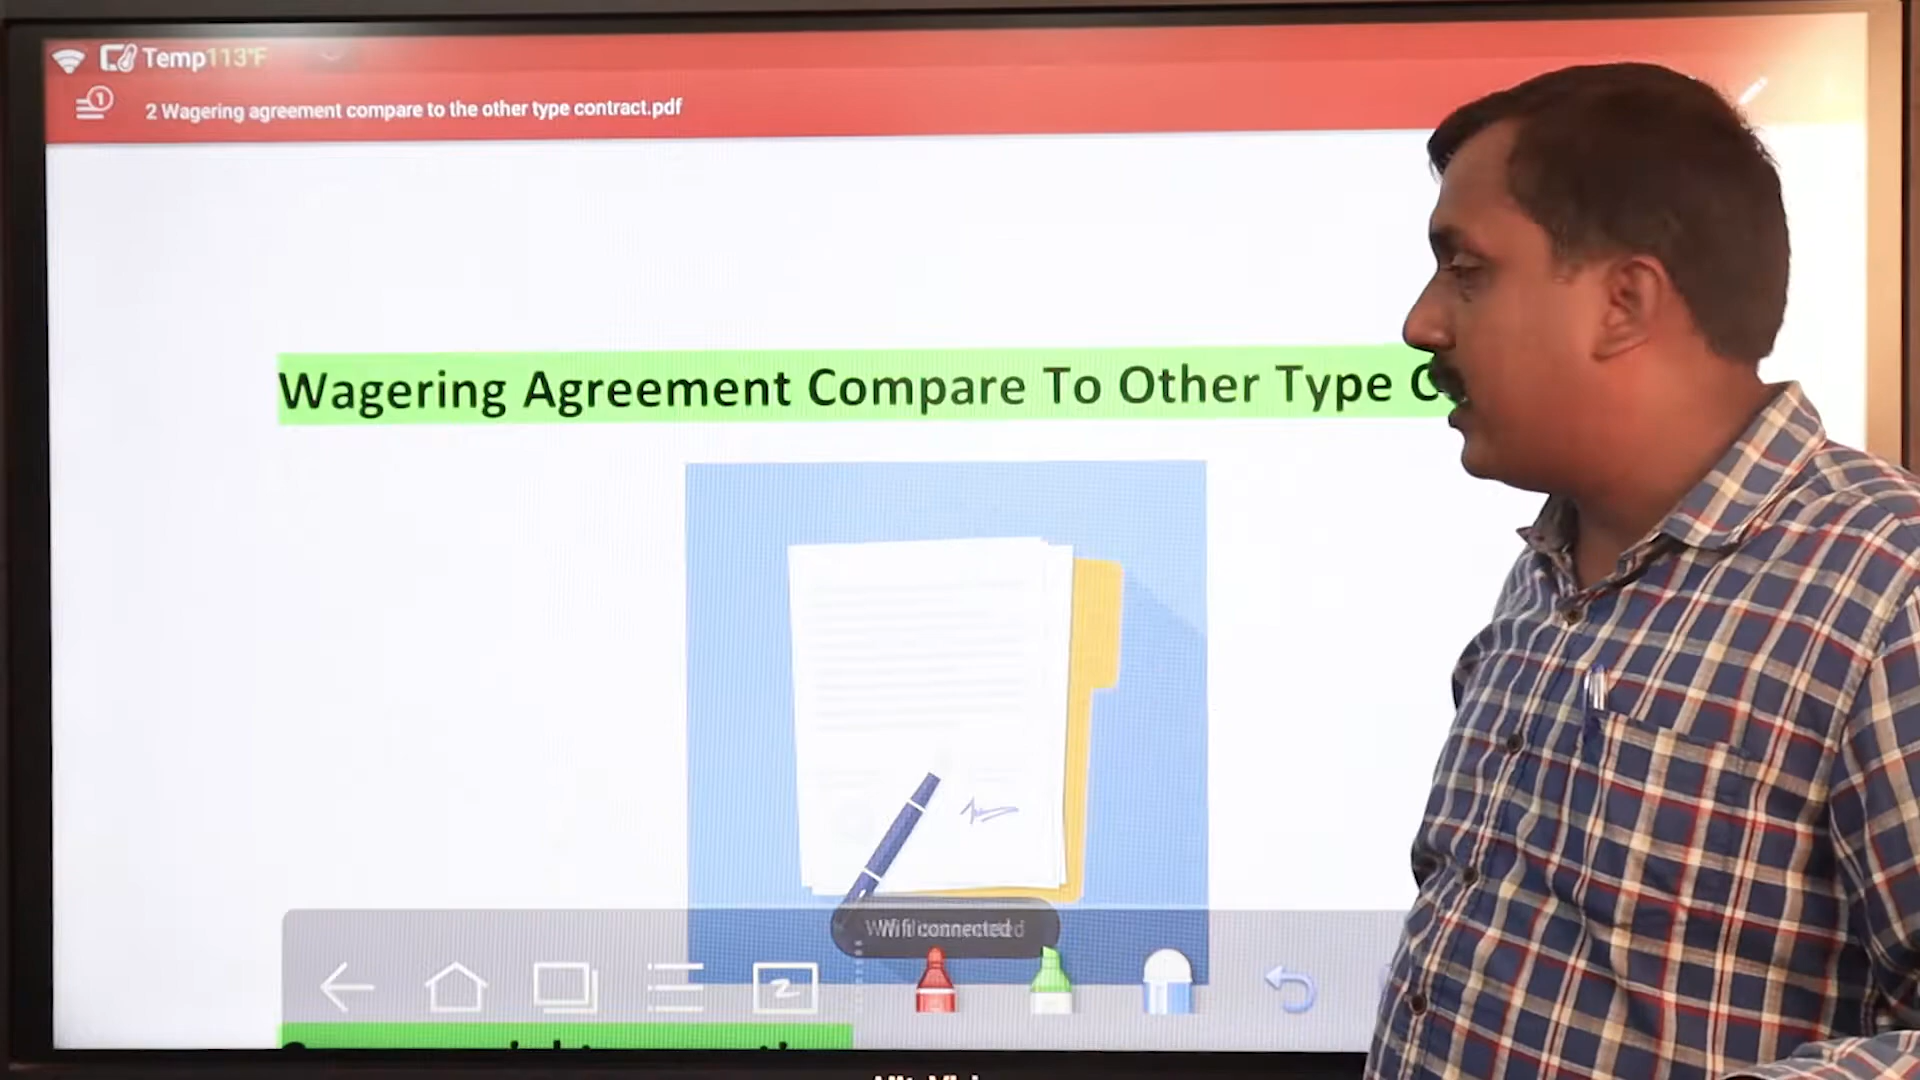 Temp113°F
2 Wagering agreement compare to the other type contract.pdf
Wagering Agreement Compare To Other Type
Wifi connected